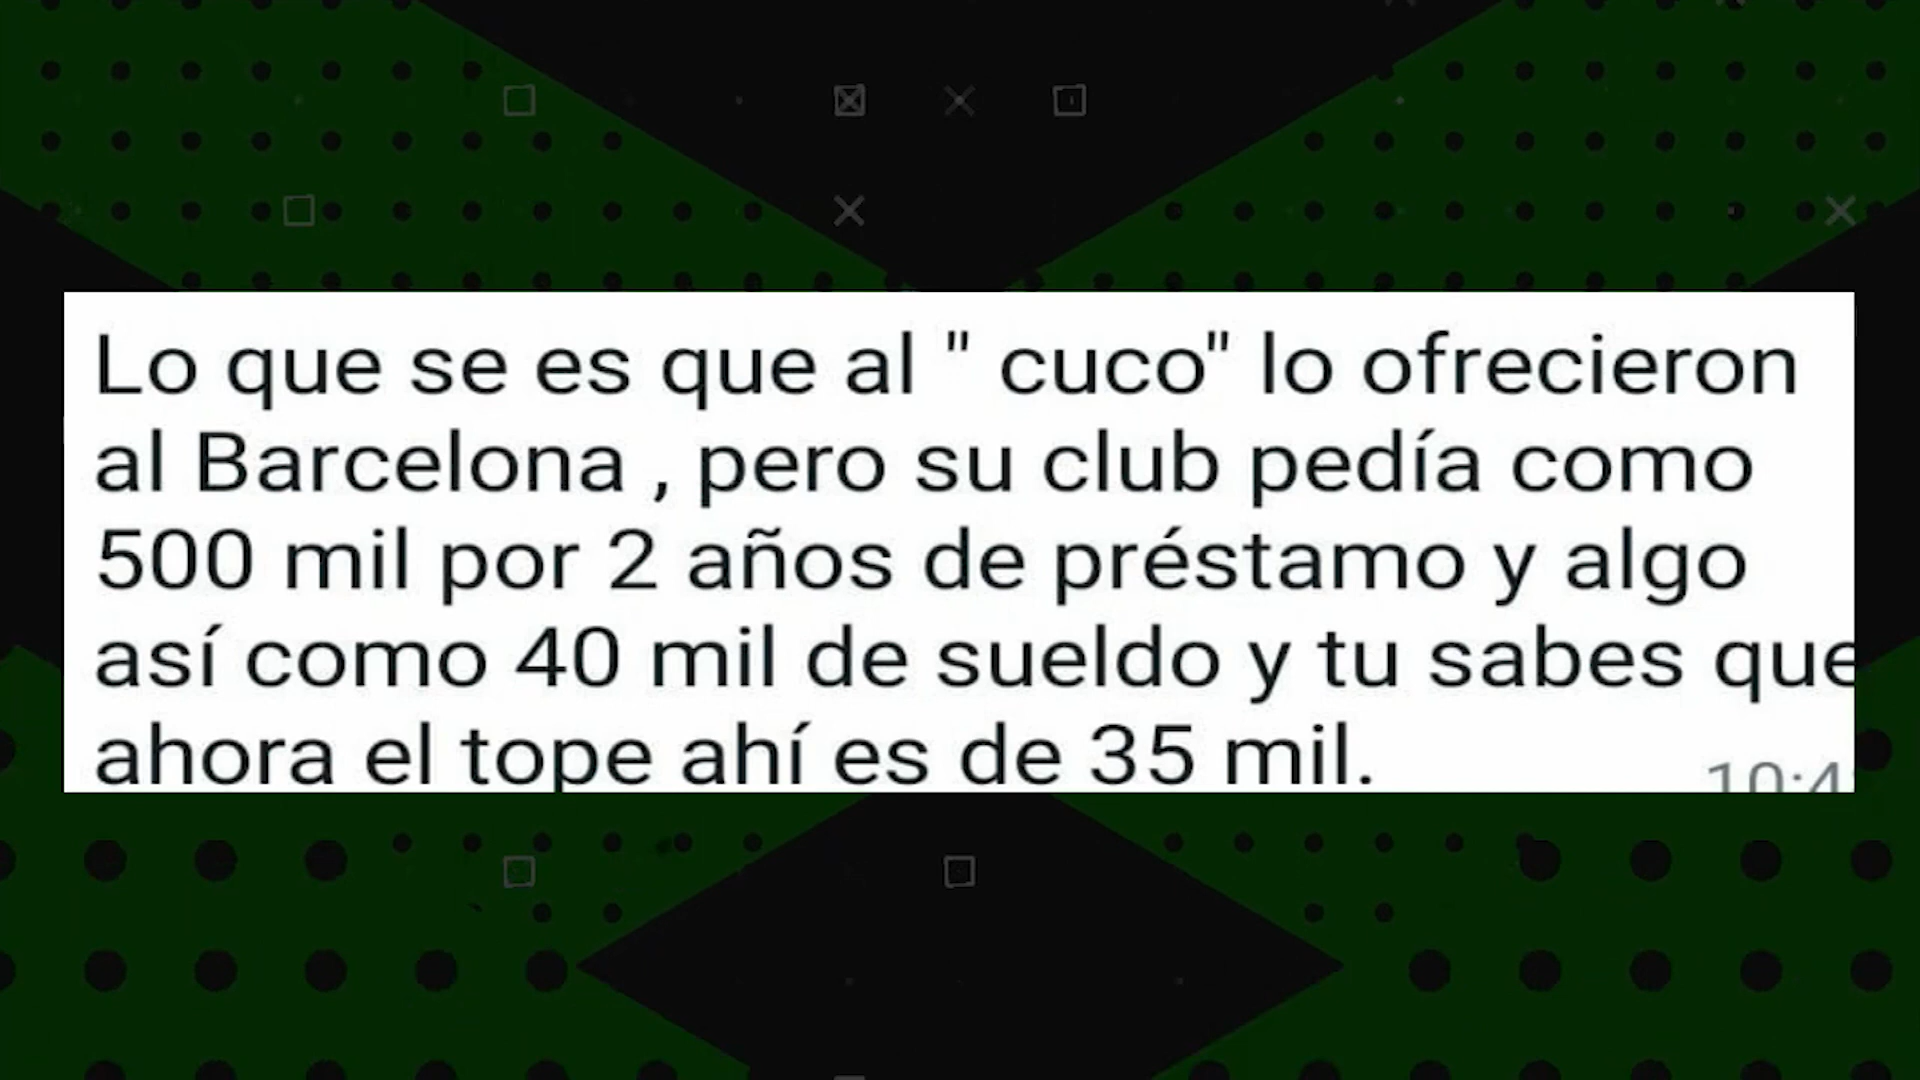 Lo que se es que al " cuco" lo ofrecieron
al Barcelona , pero su club pedía como
500 mil por 2 años de préstamo y algo
así como 40 mil de sueldo y tu sabes que
ahora el tope ahí es de 35 mil.
10:4